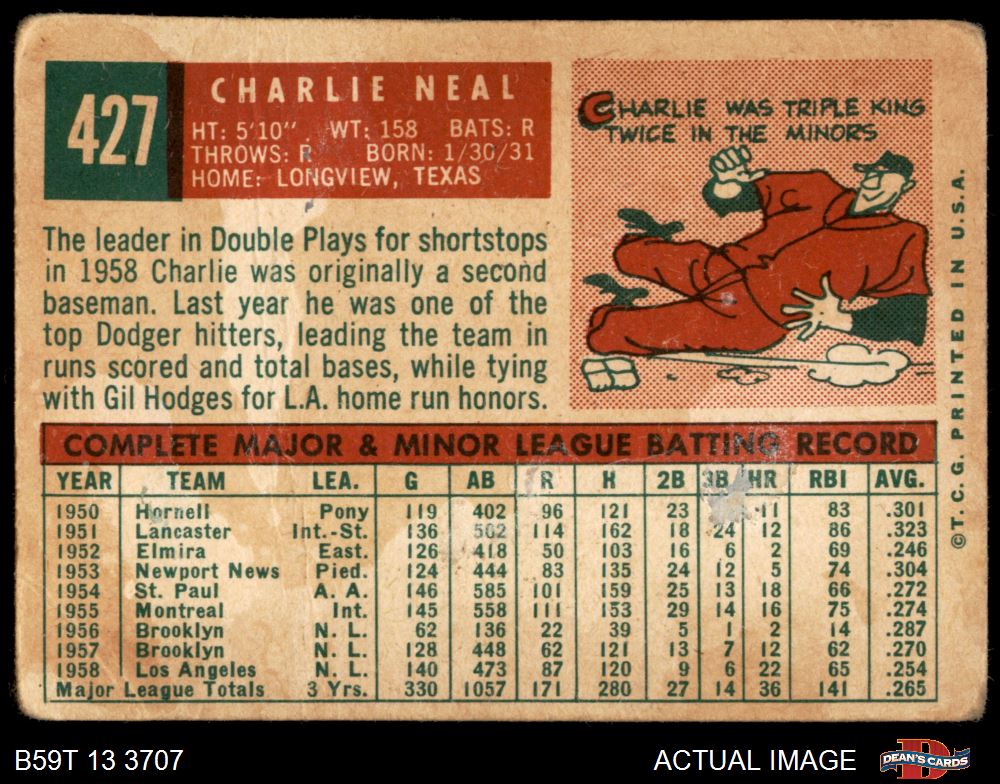 427
CHARLIE NEAL
HT: 5'10". WT: 158 BATS: R
THROWS: R BORN: 1/30/31
HOME: LONGVIEW, TEXAS
The leader in Double Plays for shortstops
in 1958 Charlie was originally a second
baseman. Last year he was one of the
top Dodger hitters, leading the team in
runs scored and total bases, while tying
with Gil Hodges for L.A. home run honors.
CHARLIE WAS TRIPLE KING
TWICE IN THE MINORS
©T. C. G. PRINTED IN U.S.A.
COMPLETE MAJOR & MINOR LEAGUE BATTING RECORD
YEAR TEAM LEA. G AB R H 2B 3B HR RBI AVG.
1950 Hornell Pony 119 402 96 121 23 11 83 .301
1951 Lancaster Int.-St. 136 502 114 162 18 24 12 86 .323
1952 Elmira East. 126 418 50 103 16 6 2 69 .246
1953 Newport News Pied. 124 444 83 135 24 12 5 74 .304
1954 St. Paul A. A. 146 585 101 159 25 13 18 66 .272
1955 Montreal Int. 145 558 111 153 29 14 16 75 .274
1956 Brooklyn N. L. 62 136 22 39 5 1 2 14 .287
1957 Brooklyn N. L. 128 448 62 121 13 7 12 62 .270
1958 Los Angeles N. L. 140 473 87 120 9 6 22 65 .254
Major League Totals 3 Yrs. 330 1057 171 280 27 14 36 141 .265
B59T 13 3707
ACTUAL IMAGE
DEAN'S CARDS